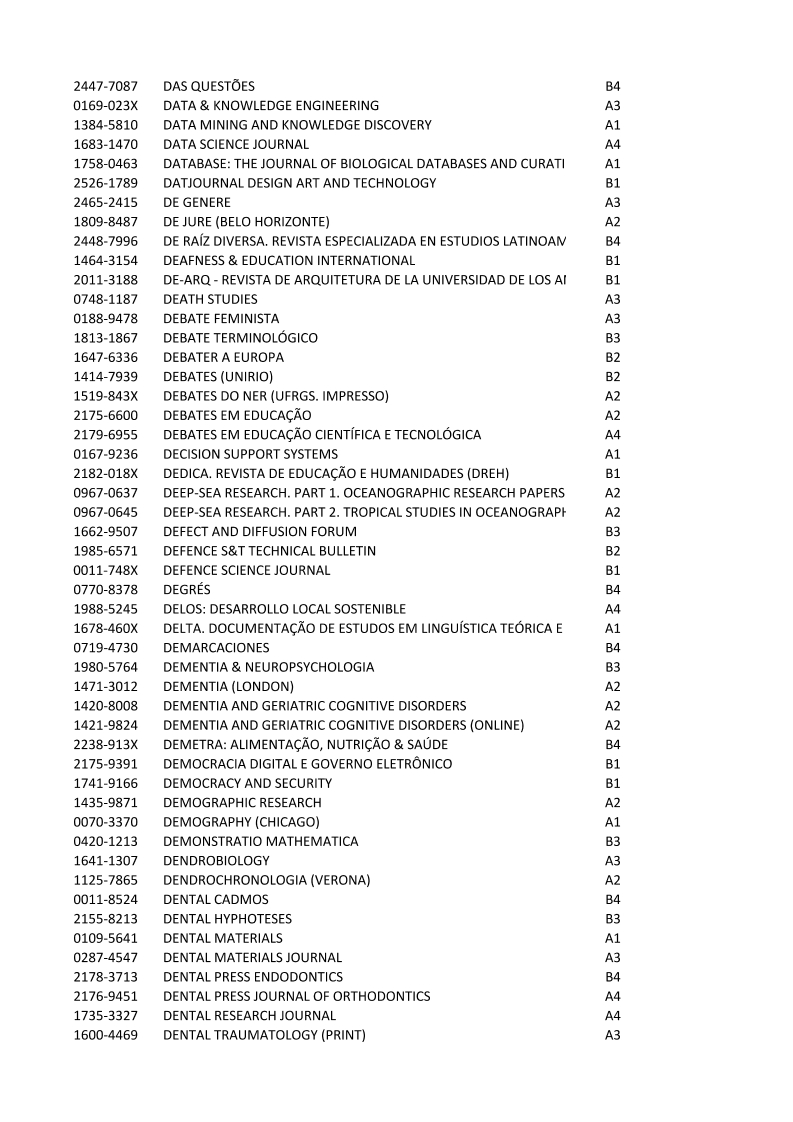 2447-7087 DAS QUESTÕES B4
0169-023X DATA & KNOWLEDGE ENGINEERING A3
1384-5810 DATA MINING AND KNOWLEDGE DISCOVERY A1
1683-1470 DATA SCIENCE JOURNAL A4
1758-0463 DATABASE: THE JOURNAL OF BIOLOGICAL DATABASES AND CURATI A1
2526-1789 DATJOURNAL DESIGN ART AND TECHNOLOGY B1
2465-2415 DE GENERE A3
1809-8487 DE JURE (BELO HORIZONTE) A2
2448-7996 DE RAÍZ DIVERSA. REVISTA ESPECIALIZADA EN ESTUDIOS LATINOAM B4
1464-3154 DEAFNESS & EDUCATION INTERNATIONAL B1
2011-3188 DE-ARQ - REVISTA DE ARQUITETURA DE LA UNIVERSIDAD DE LOS AN B1
0748-1187 DEATH STUDIES A3
0188-9478 DEBATE FEMINISTA A3
1813-1867 DEBATE TERMINOLÓGICO B3
1647-6336 DEBATER A EUROPA B2
1414-7939 DEBATES (UNIRIO) B2
1519-843X DEBATES DO NER (UFRGS. IMPRESSO) A2
2175-6600 DEBATES EM EDUCAÇÃO A2
2179-6955 DEBATES EM EDUCAÇÃO CIENTÍFICA E TECNOLÓGICA A4
0167-9236 DECISION SUPPORT SYSTEMS A1
2182-018X DEDICA. REVISTA DE EDUCAÇÃO E HUMANIDADES (DREH) B1
0967-0637 DEEP-SEA RESEARCH. PART 1. OCEANOGRAPHIC RESEARCH PAPERS A2
0967-0645 DEEP-SEA RESEARCH. PART 2. TROPICAL STUDIES IN OCEANOGRAPH A2
1662-9507 DEFECT AND DIFFUSION FORUM B3
1985-6571 DEFENCE S&T TECHNICAL BULLETIN B2
0011-748X DEFENCE SCIENCE JOURNAL B1
0770-8378 DEGRÉS B4
1988-5245 DELOS: DESARROLLO LOCAL SOSTENIBLE A4
1678-460X DELTA. DOCUMENTAÇÃO DE ESTUDOS EM LINGUÍSTICA TEÓRICA E A1
0719-4730 DEMARCACIONES B4
1980-5764 DEMENTIA & NEUROPSYCHOLOGIA B3
1471-3012 DEMENTIA (LONDON) A2
1420-8008 DEMENTIA AND GERIATRIC COGNITIVE DISORDERS A2
1421-9824 DEMENTIA AND GERIATRIC COGNITIVE DISORDERS (ONLINE) A2
2238-913X DEMETRA: ALIMENTAÇÃO, NUTRIÇÃO & SAÚDE B4
2175-9391 DEMOCRACIA DIGITAL E GOVERNO ELETRÔNICO B1
1741-9166 DEMOCRACY AND SECURITY B1
1435-9871 DEMOGRAPHIC RESEARCH A2
0070-3370 DEMOGRAPHY (CHICAGO) A1
0420-1213 DEMONSTRATIO MATHEMATICA B3
1641-1307 DENDROBIOLOGY A3
1125-7865 DENDROCHRONOLOGIA (VERONA) A2
0011-8524 DENTAL CADMOS B4
2155-8213 DENTAL HYPHOTESES B3
0109-5641 DENTAL MATERIALS A1
0287-4547 DENTAL MATERIALS JOURNAL A3
2178-3713 DENTAL PRESS ENDODONTICS B4
2176-9451 DENTAL PRESS JOURNAL OF ORTHODONTICS A4
1735-3327 DENTAL RESEARCH JOURNAL A4
1600-4469 DENTAL TRAUMATOLOGY (PRINT) A3